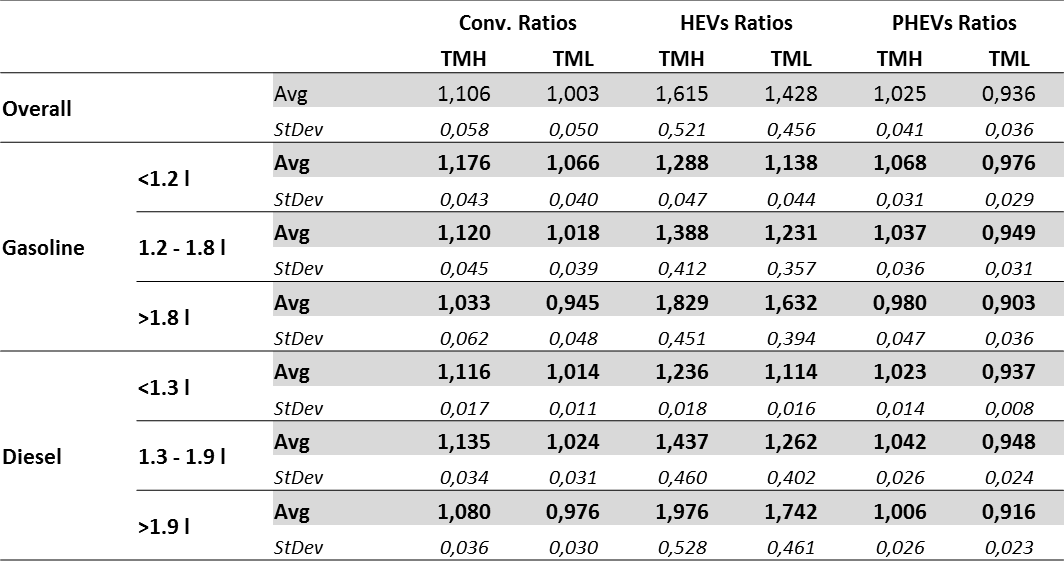 Conv. Ratios HEVs Ratios PHEVs Ratios
TMH TML TMH TML TMH TML
Overall Avg 1,106 1,003 1,615 1,428 1,025 0,936
StDev 0,058 0,050 0,521 0,456 0,041 0,036
Gasoline <1.2 l Avg 1,176 1,066 1,288 1,138 1,068 0,976
StDev 0,043 0,040 0,047 0,044 0,031 0,029
1.2 - 1.8 l Avg 1,120 1,018 1,388 1,231 1,037 0,949
StDev 0,045 0,039 0,412 0,357 0,036 0,031
>1.8 l Avg 1,033 0,945 1,829 1,632 0,980 0,903
StDev 0,062 0,048 0,451 0,394 0,047 0,036
Diesel <1.3 l Avg 1,116 1,014 1,236 1,114 1,023 0,937
StDev 0,017 0,011 0,018 0,016 0,014 0,008
1.3 - 1.9 l Avg 1,135 1,024 1,437 1,262 1,042 0,948
StDev 0,034 0,031 0,460 0,402 0,026 0,024
>1.9 l Avg 1,080 0,976 1,976 1,742 1,006 0,916
StDev 0,036 0,030 0,528 0,461 0,026 0,023